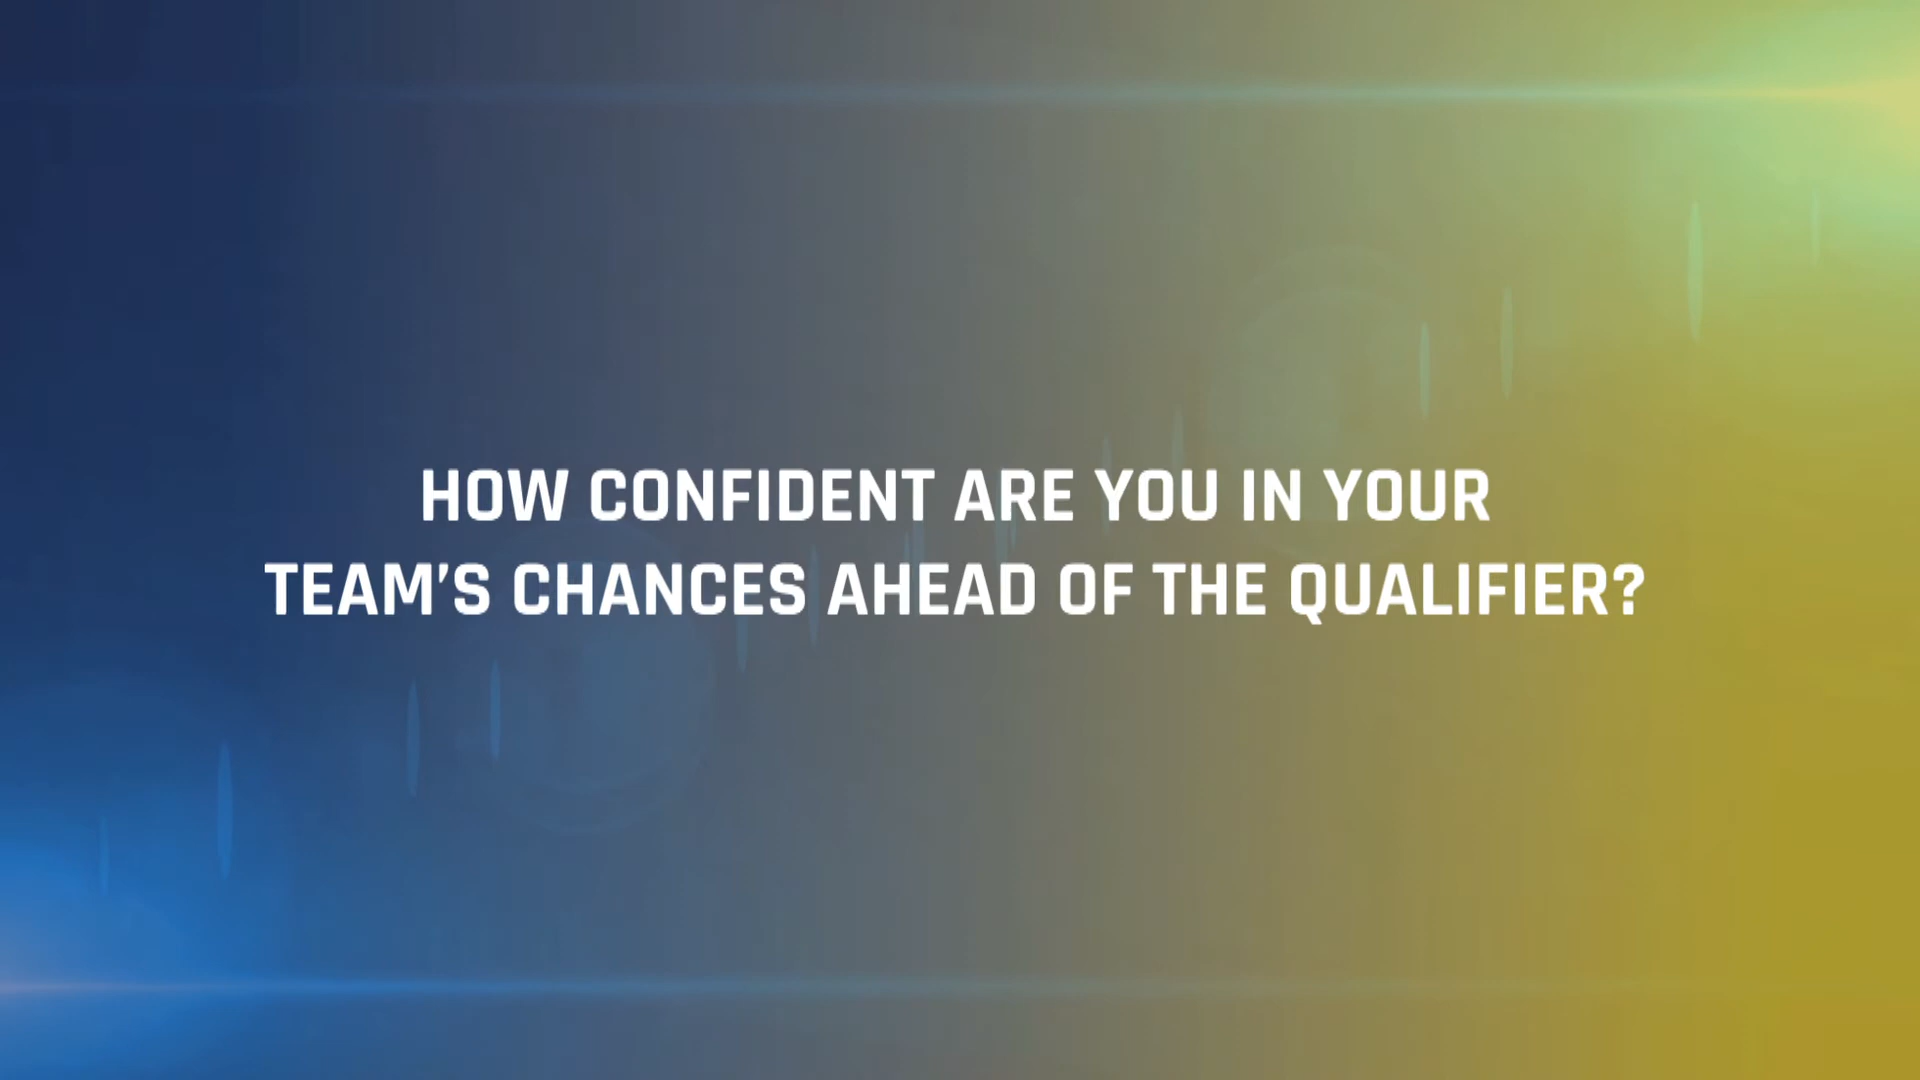 HOW CONFIDENT ARE YOU IN YOUR
TEAM'S CHANCES AHEAD OF THE QUALIFIER?